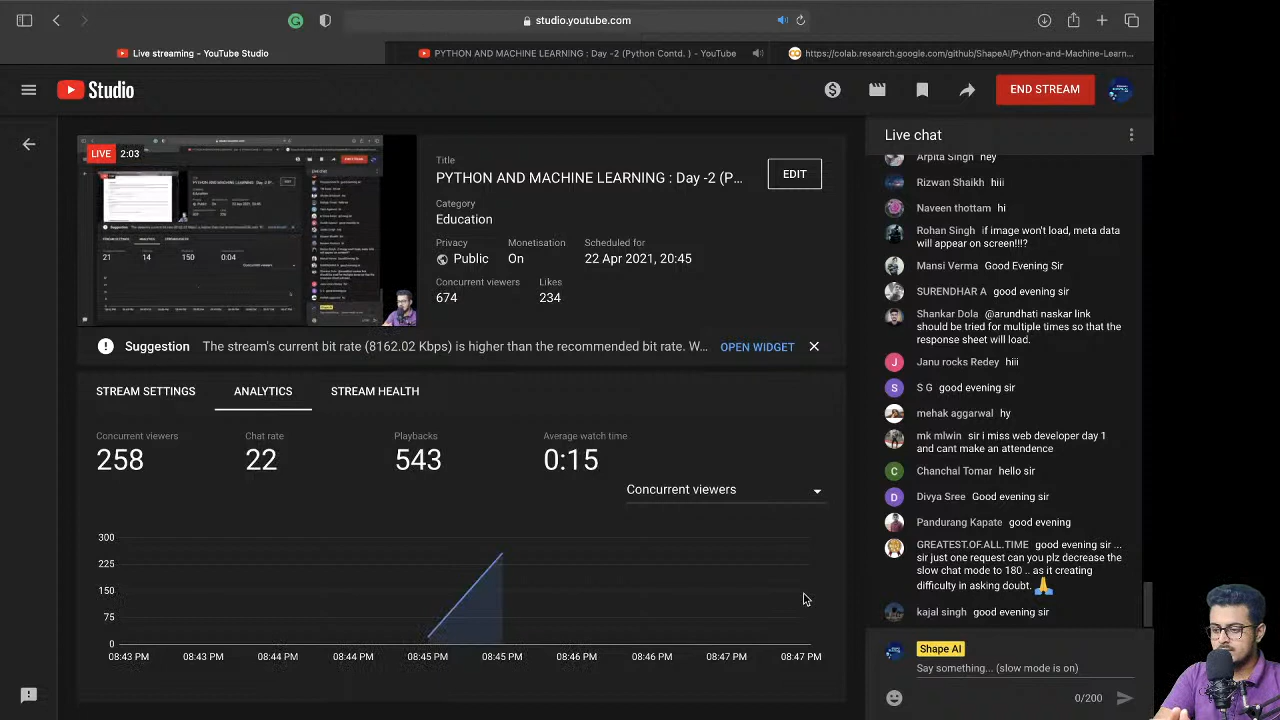 studio.youtube.com
Live streaming - YouTube Studio
PYTHON AND MACHINE LEARNING : Day -2 (Python Contd. ) - YouTube
https://colab.research.google.com/github/ShapeAI/Python-and-Machine-Learn...
Studio
END STREAM
LIVE 2:03
Title
PYTHON AND MACHINE LEARNING : Day -2 (P...
EDIT
Category
Education
Privacy
Monetisation
Scheduled for
Public
On
22 Apr 2021, 20:45
Concurrent viewers
Likes
674
234
Suggestion
The stream's current bit rate (8162.02 Kbps) is higher than the recommended bit rate. W...
OPEN WIDGET
STREAM SETTINGS
ANALYTICS
STREAM HEALTH
Concurrent viewers
Chat rate
Playbacks
Average watch time
258
22
543
0:15
Concurrent viewers
300
225
150
75
0
08:43 PM 08:43 PM 08:44 PM 08:44 PM 08:45 PM 08:45 PM 08:46 PM 08:46 PM 08:47 PM 08:47 PM
Live chat
Arpita Singh hey
Rizwan Shaikh hiii
Naveen thottam hi
Rohan Singh if image won't load, meta data
will appear on screen!!
Mansi Verma Good Evening Sir
SURENDHAR A good evening sir
Shankar Dola @arundhati naskar link
should be tried for multiple times so that the
response sheet will load.
J
Janu rocks Redey hiii
S
S G good evening sir
mehak aggarwal hy
mk mlwin sir i miss web developer day 1
and cant make an attendence
C
Chanchal Tomar hello sir
D
Divya Sree Good evening sir
Pandurang Kapate good evening
GREATEST.OF.ALL.TIME good evening sir ...
sir just one request can you plz decrease the
slow chat mode to 180 .. as it creating
difficulty in asking doubt. 🙏
kajal singh good evening sir
Shape AI
Say something... (slow mode is on)
0/200